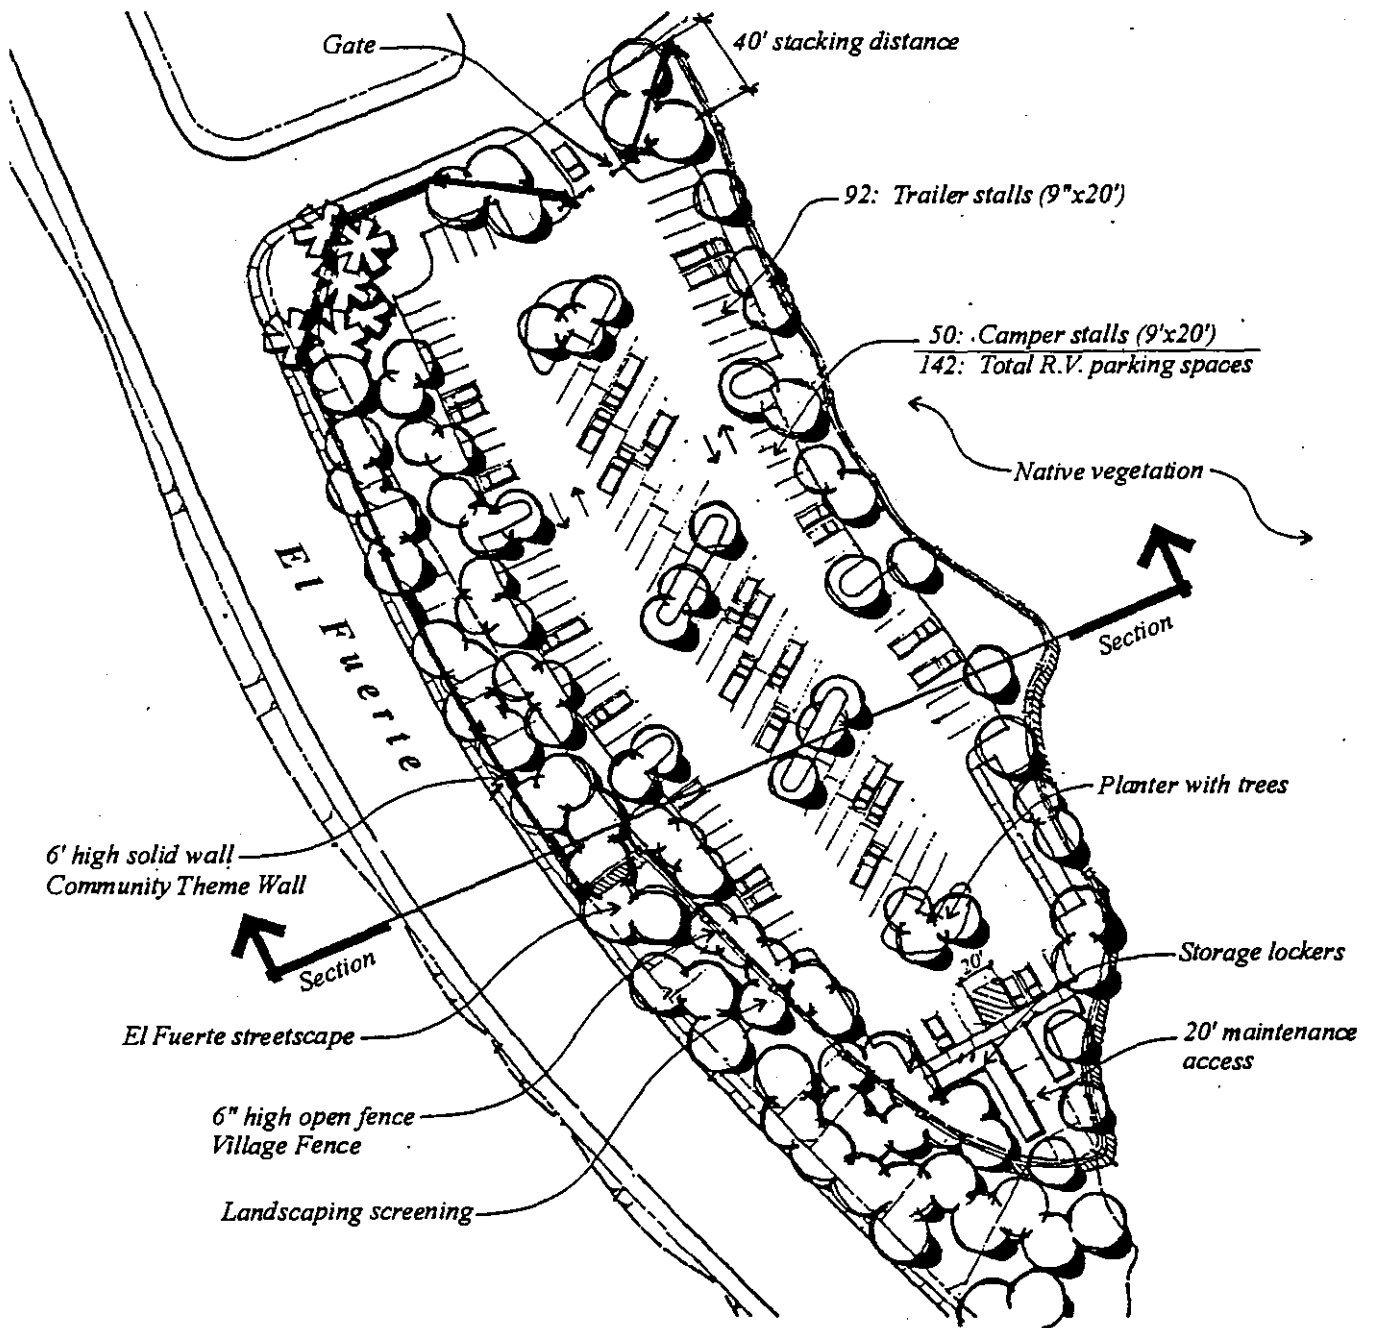 Gate
40' stacking distance
92: Trailer stalls (9"x20')
50: Camper stalls (9'x20')
142: Total R.V. parking spaces
Native vegetation
El Fuerte
Section
Planter with trees
6' high solid wall
Community Theme Wall
Section
20'
Storage lockers
El Fuerte streetscape
20' maintenance
access
6" high open fence
Village Fence
Landscaping screening